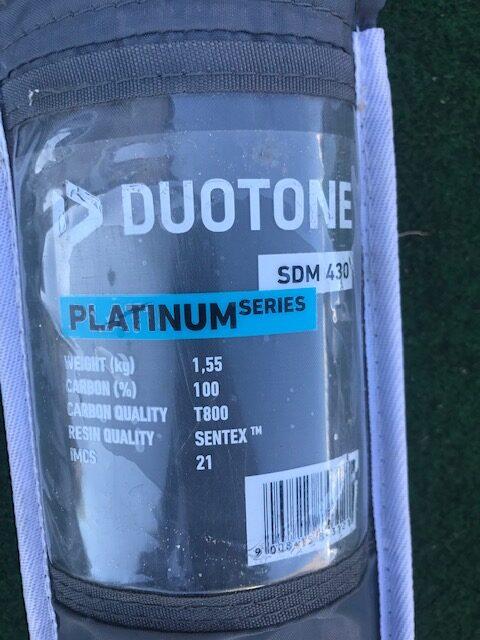 DUOTONE
SDM 430
PLATINUM SERIES
WEIGHT (kg) 1,55
CARBON (%) 100
CARBON QUALITY T800
RESIN QUALITY SENTEX™
IMCS 21